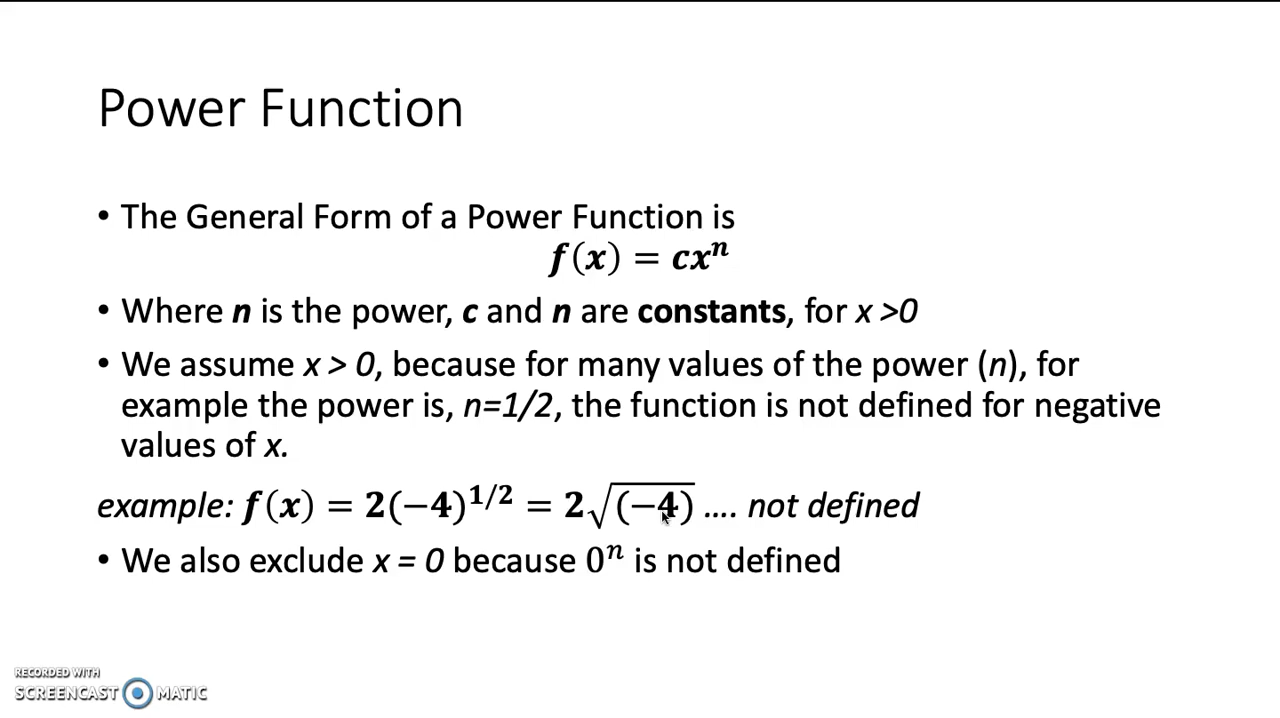 Power Function
• The General Form of a Power Function is
f(x) = cxⁿ
• Where n is the power, c and n are constants, for x >0
• We assume x > 0, because for many values of the power (n), for
example the power is, n=1/2, the function is not defined for negative
values of x.
example: f(x) = 2(−4)^{1/2} = 2√(−4) .... not defined
• We also exclude x = 0 because 0ⁿ is not defined
RECORDED WITH
SCREENCAST MATIC